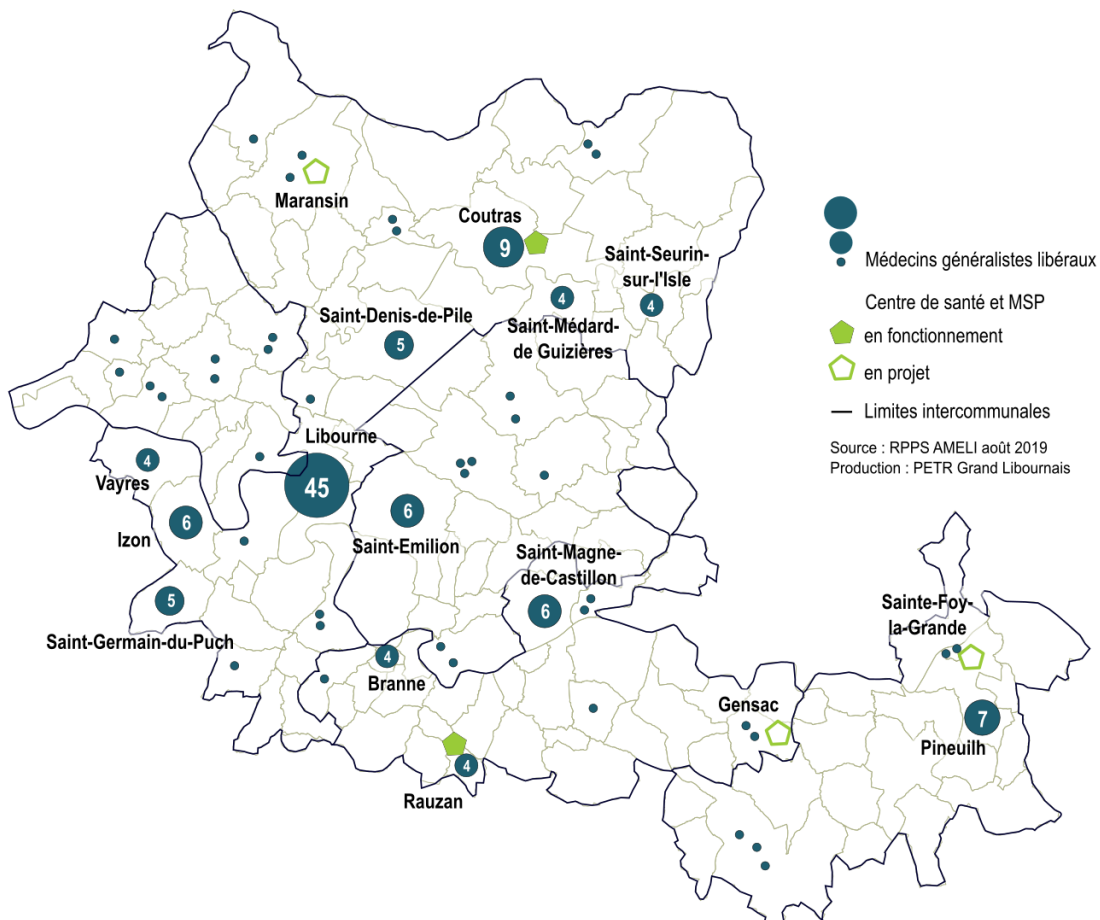 Maransin
Coutras
9
Saint-Seurin-
sur-l'Isle
4
4
Saint-Médard-
de Guizières
Saint-Denis-de-Pile
5
Libourne
45
4
Vayres
6
Izon
6
Saint-Emilion
5
Saint-Germain-du-Puch
Saint-Magne-
de-Castillon
6
4
Branne
4
Rauzan
Gensac
Sainte-Foy-
la-Grande
7
Pineuilh
Médecins généralistes libéraux
Centre de santé et MSP
en fonctionnement
en projet
Limites intercommunales
Source : RPPS AMELI août 2019
Production : PETR Grand Libournais